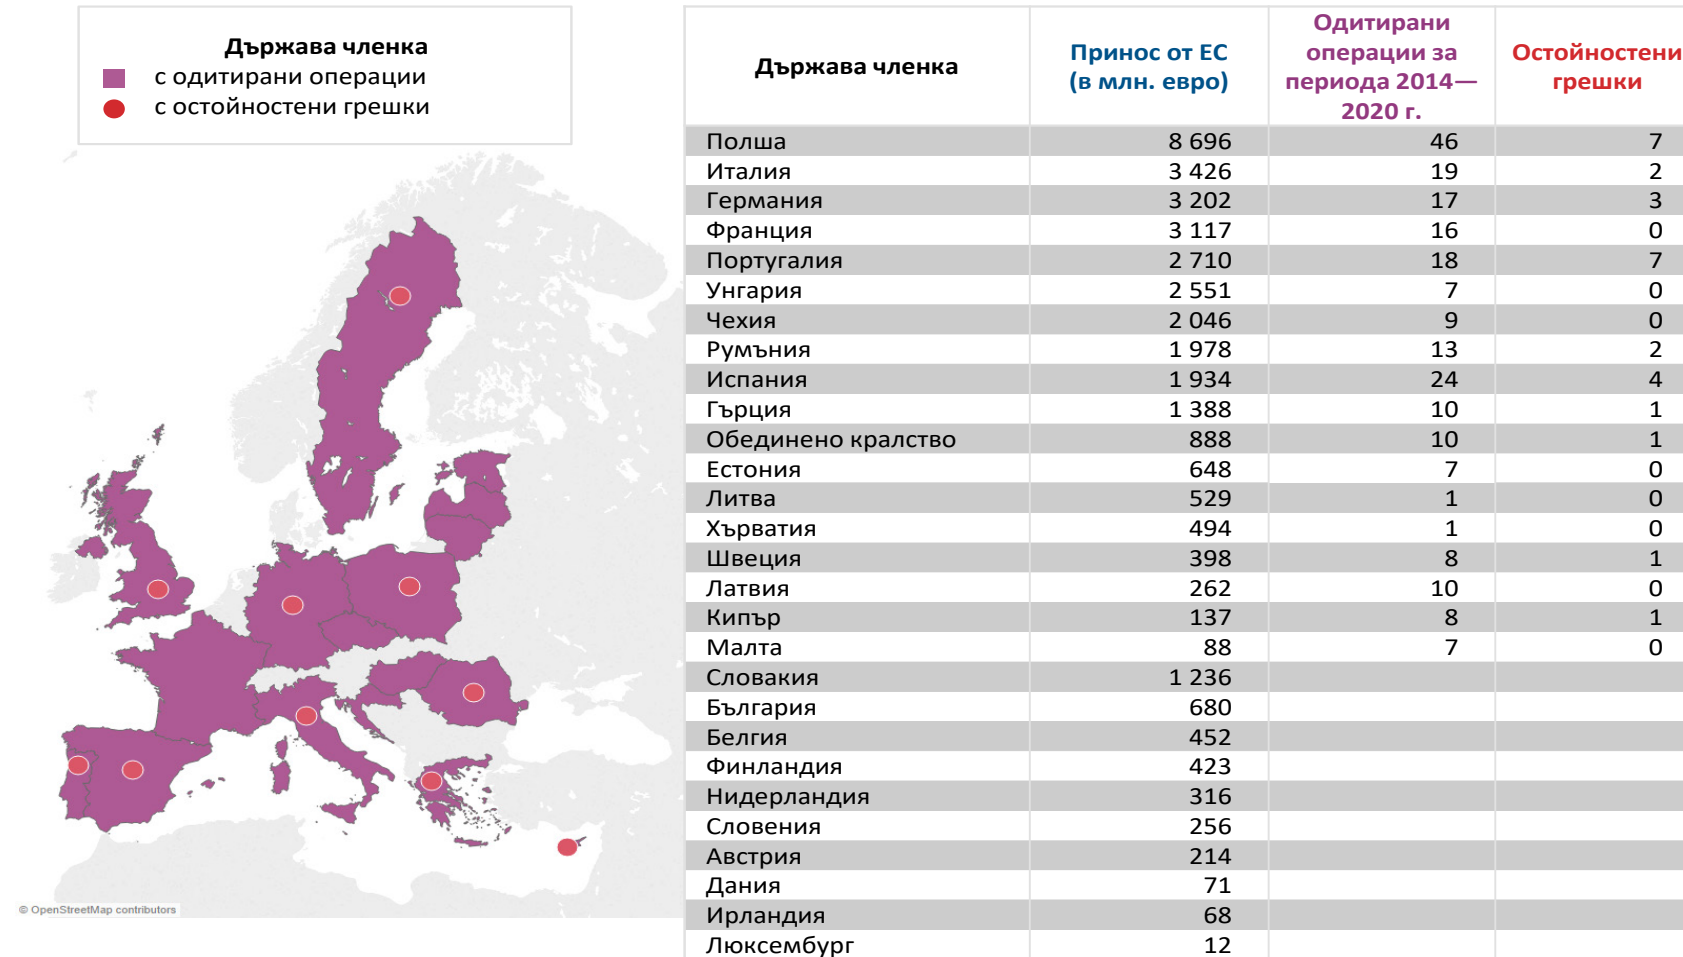 Държава членка
с одитирани операции
с остойностени грешки
© OpenStreetMap contributors
Държава членка
Принос от ЕС
(в млн. евро)
Одитирани
операции за
периода 2014—
2020 г.
Остойностени
грешки
Полша 8 696 46 7
Италия 3 426 19 2
Германия 3 202 17 3
Франция 3 117 16 0
Португалия 2 710 18 7
Унгария 2 551 7 0
Чехия 2 046 9 0
Румъния 1 978 13 2
Испания 1 934 24 4
Гърция 1 388 10 1
Обединено кралство 888 10 1
Естония 648 7 0
Литва 529 1 0
Хърватия 494 1 0
Швеция 398 8 1
Латвия 262 10 0
Кипър 137 8 1
Малта 88 7 0
Словакия 1 236
България 680
Белгия 452
Финландия 423
Нидерландия 316
Словения 256
Австрия 214
Дания 71
Ирландия 68
Люксембург 12